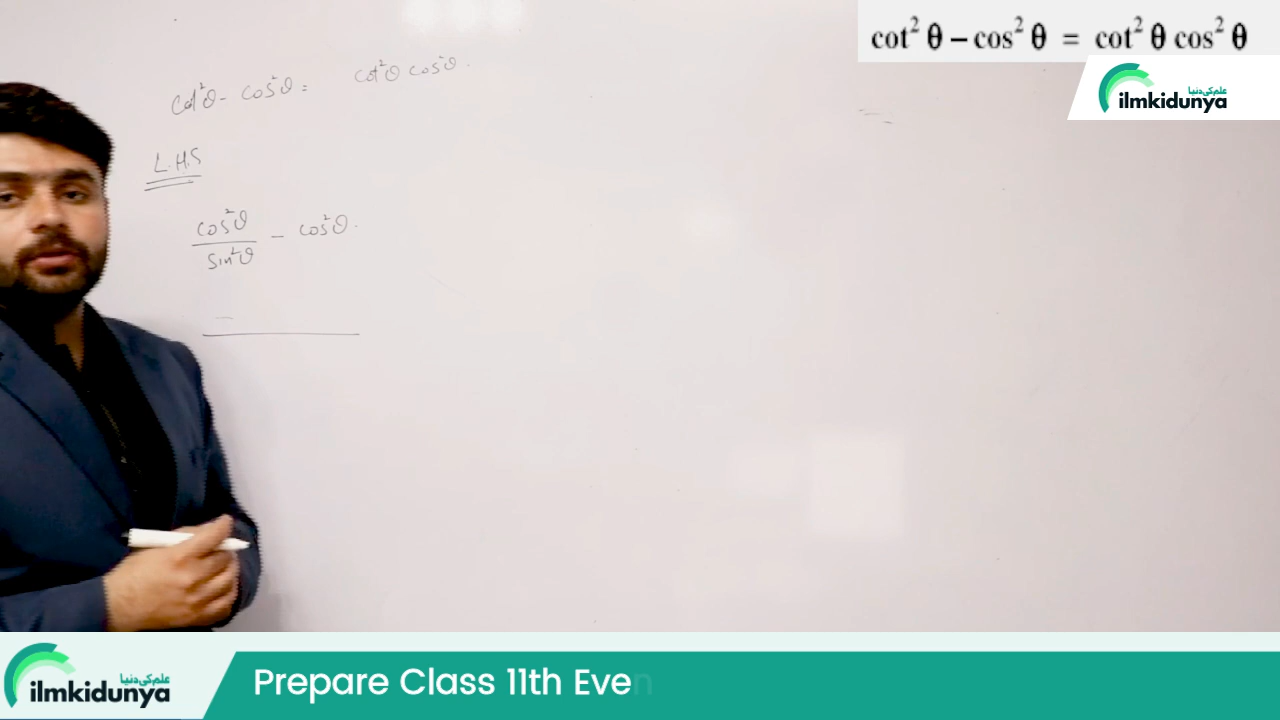 cot² θ – cos² θ = cot² θ cos² θ
علم کی دنیا
ilmkidunya
cot²θ - cos²θ = cot²θ cos²θ.
L.H.S
cos²θ
sin²θ
- cos²θ.
علم کی دنیا
ilmkidunya
Prepare Class 11th Even